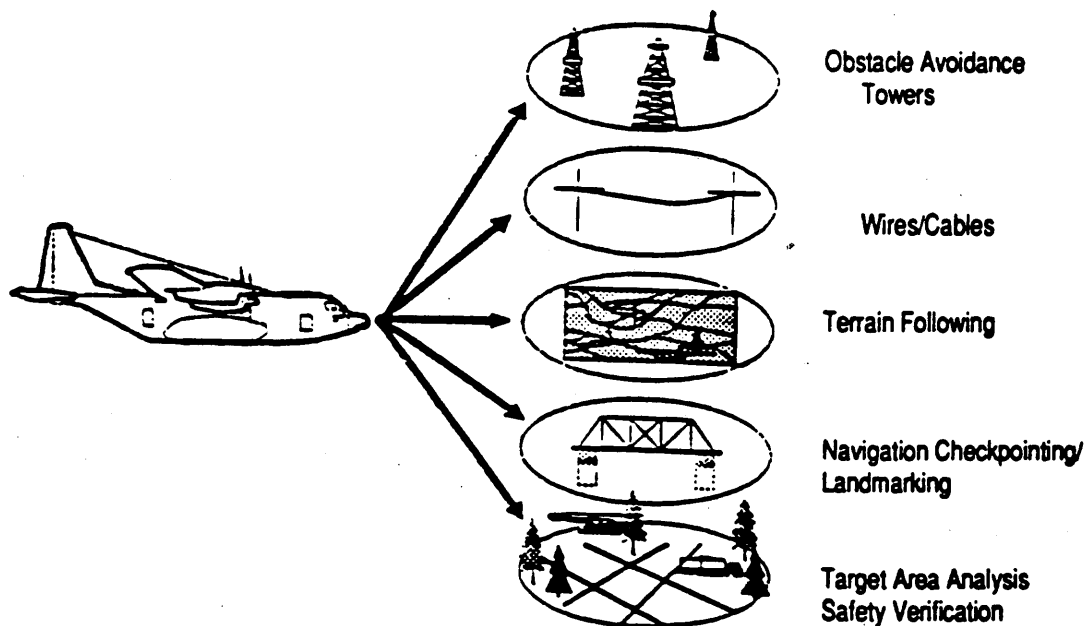 Obstacle Avoidance
Towers
Wires/Cables
Terrain Following
Navigation Checkpointing/
Landmarking
Target Area Analysis
Safety Verification